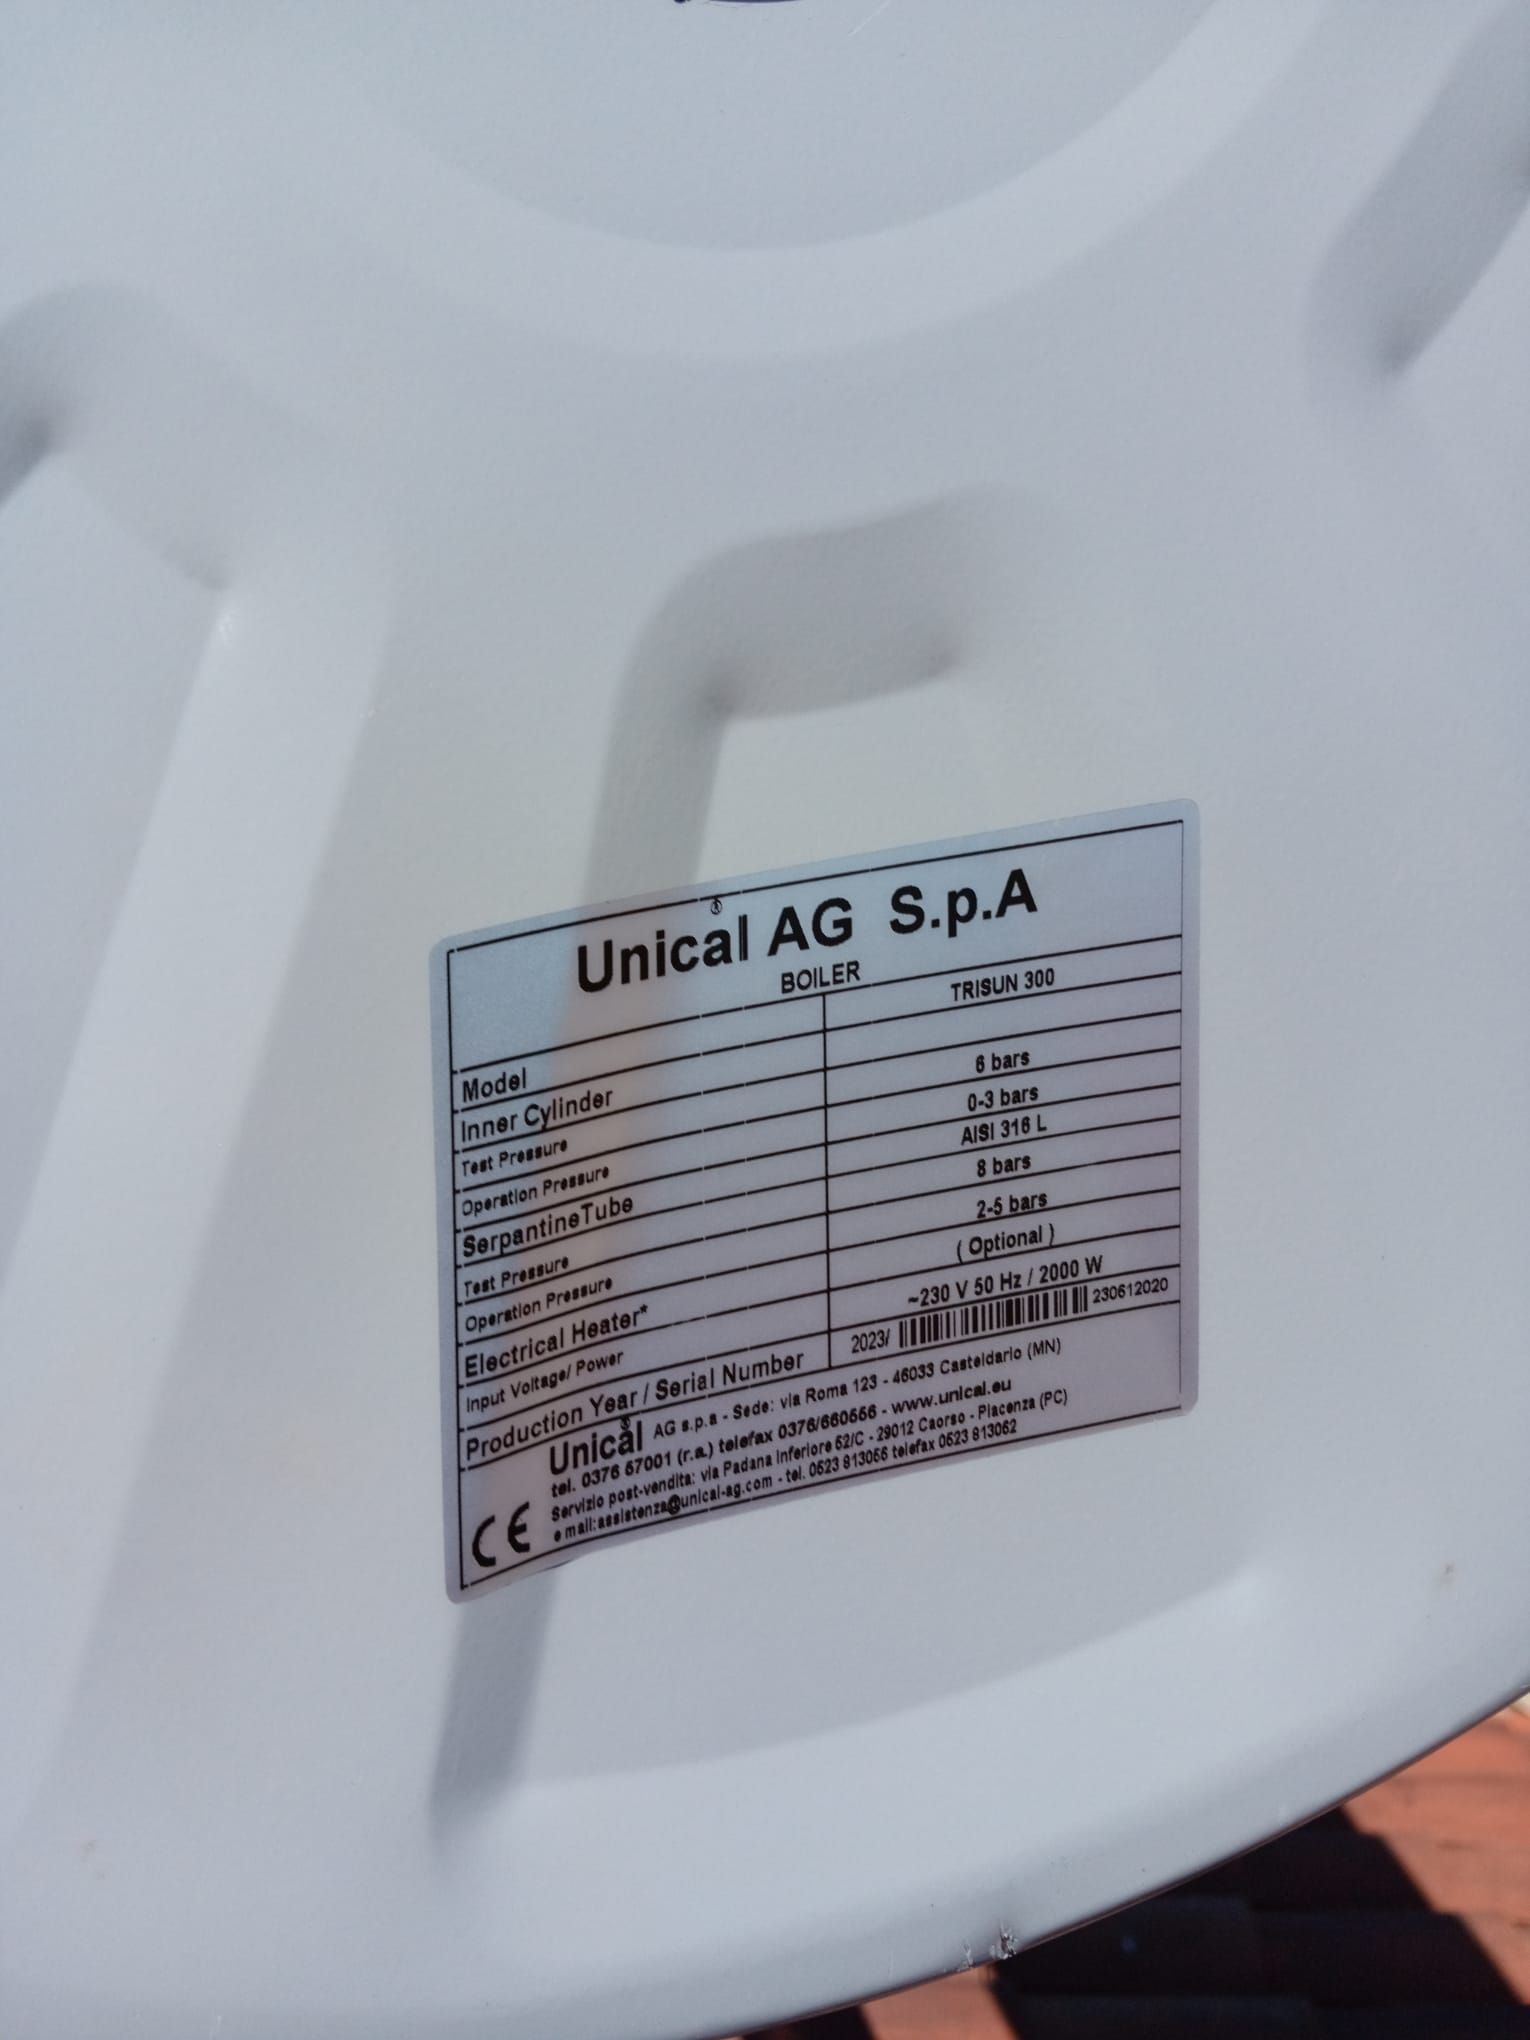 Unical® AG S.p.A
BOILER
Model TRISUN 300
Inner Cylinder
Test Pressure 6 bars
Operation Pressure 0-3 bars
SerpantineTube AISI 316 L
Test Pressure 8 bars
Operation Pressure 2-5 bars
Electrical Heater* ( Optional )
Input Voltage/ Power ~230 V 50 Hz / 2000 W
Production Year / Serial Number 2023/ 230612020
Unical® AG s.p.a - Sede: via Roma 123 - 46033 Casteldario (MN)
tel. 0376 57001 (r.a.) telefax 0376/660556 - www.unical.eu
Servizio post-vendita: via Padana Inferiore 52/C - 29012 Caorso - Piacenza (PC)
e mail:assistenza@unical-ag.com - tel. 0523 813055 telefax 0523 813052
CE